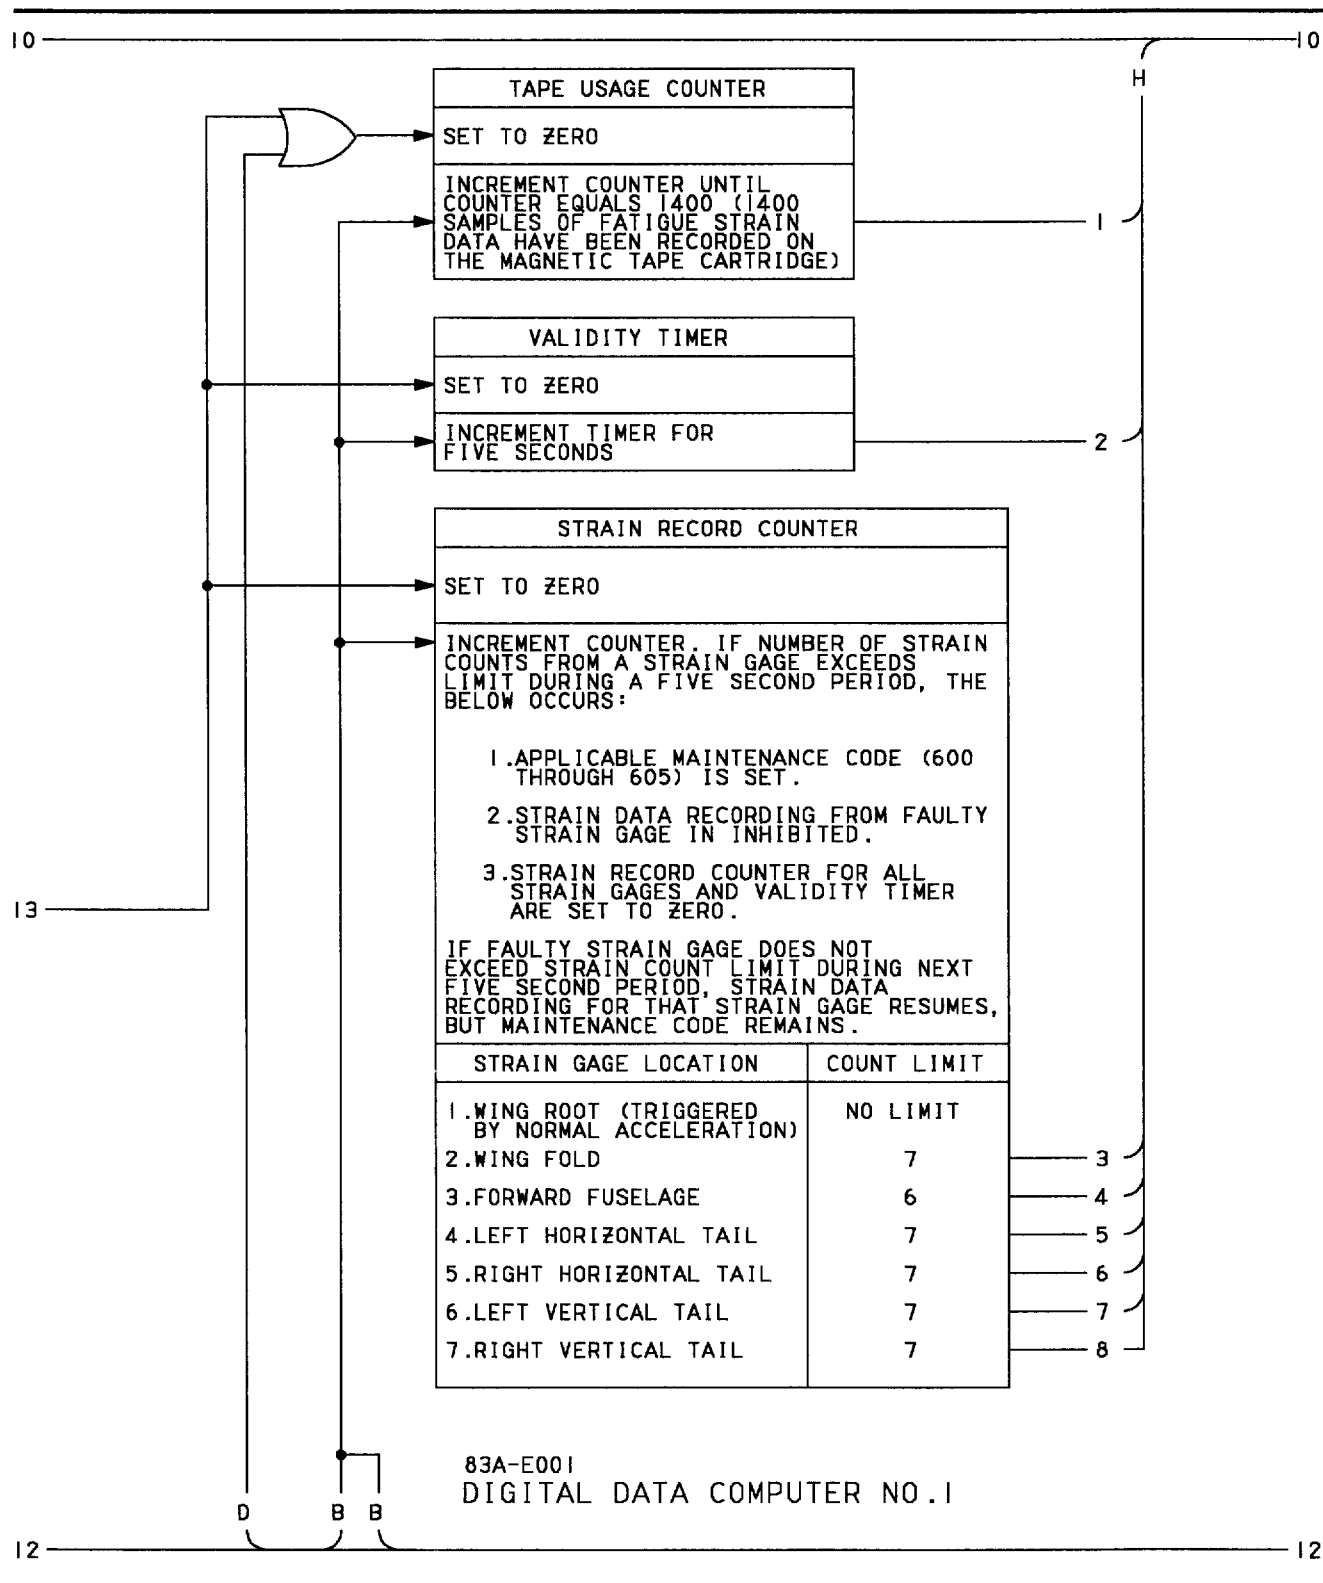 10 10
H
TAPE USAGE COUNTER
SET TO ZERO
INCREMENT COUNTER UNTIL
COUNTER EQUALS 1400 (1400
SAMPLES OF FATIGUE STRAIN
DATA HAVE BEEN RECORDED ON
THE MAGNETIC TAPE CARTRIDGE)
1
VALIDITY TIMER
SET TO ZERO
INCREMENT TIMER FOR
FIVE SECONDS
2
STRAIN RECORD COUNTER
SET TO ZERO
INCREMENT COUNTER. IF NUMBER OF STRAIN
COUNTS FROM A STRAIN GAGE EXCEEDS
LIMIT DURING A FIVE SECOND PERIOD, THE
BELOW OCCURS:
1.APPLICABLE MAINTENANCE CODE (600
THROUGH 605) IS SET.
2.STRAIN DATA RECORDING FROM FAULTY
STRAIN GAGE IN INHIBITED.
3.STRAIN RECORD COUNTER FOR ALL
STRAIN GAGES AND VALIDITY TIMER
ARE SET TO ZERO.
13
IF FAULTY STRAIN GAGE DOES NOT
EXCEED STRAIN COUNT LIMIT DURING NEXT
FIVE SECOND PERIOD, STRAIN DATA
RECORDING FOR THAT STRAIN GAGE RESUMES,
BUT MAINTENANCE CODE REMAINS.
STRAIN GAGE LOCATION COUNT LIMIT
1.WING ROOT (TRIGGERED NO LIMIT
BY NORMAL ACCELERATION)
2.WING FOLD 7 3
3.FORWARD FUSELAGE 6 4
4.LEFT HORIZONTAL TAIL 7 5
5.RIGHT HORIZONTAL TAIL 7 6
6.LEFT VERTICAL TAIL 7 7
7.RIGHT VERTICAL TAIL 7 8
83A-E001
DIGITAL DATA COMPUTER NO.1
D B B
12 12